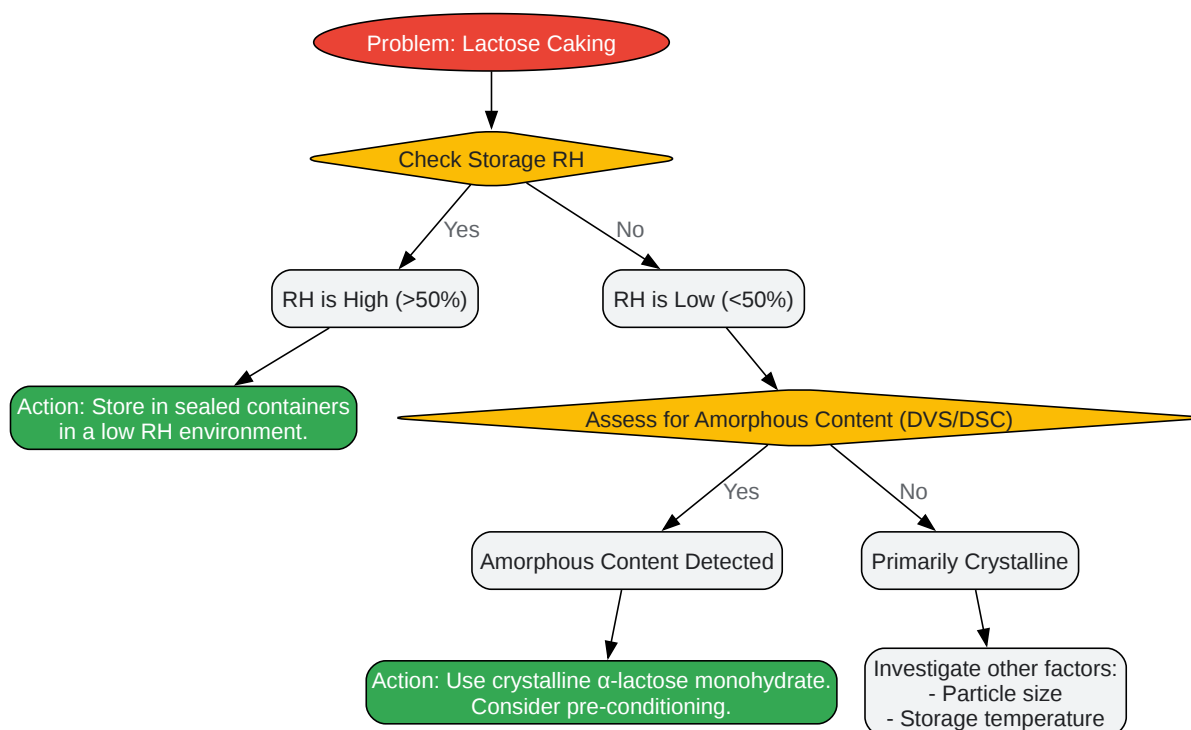 Problem: Lactose Caking
Check Storage RH
Yes
No
RH is High (>50%)
RH is Low (<50%)
Action: Store in sealed containers
in a low RH environment.
Assess for Amorphous Content (DVS/DSC)
Yes
No
Amorphous Content Detected
Primarily Crystalline
Action: Use crystalline α-lactose monohydrate.
Consider pre-conditioning.
Investigate other factors:
- Particle size
- Storage temperature